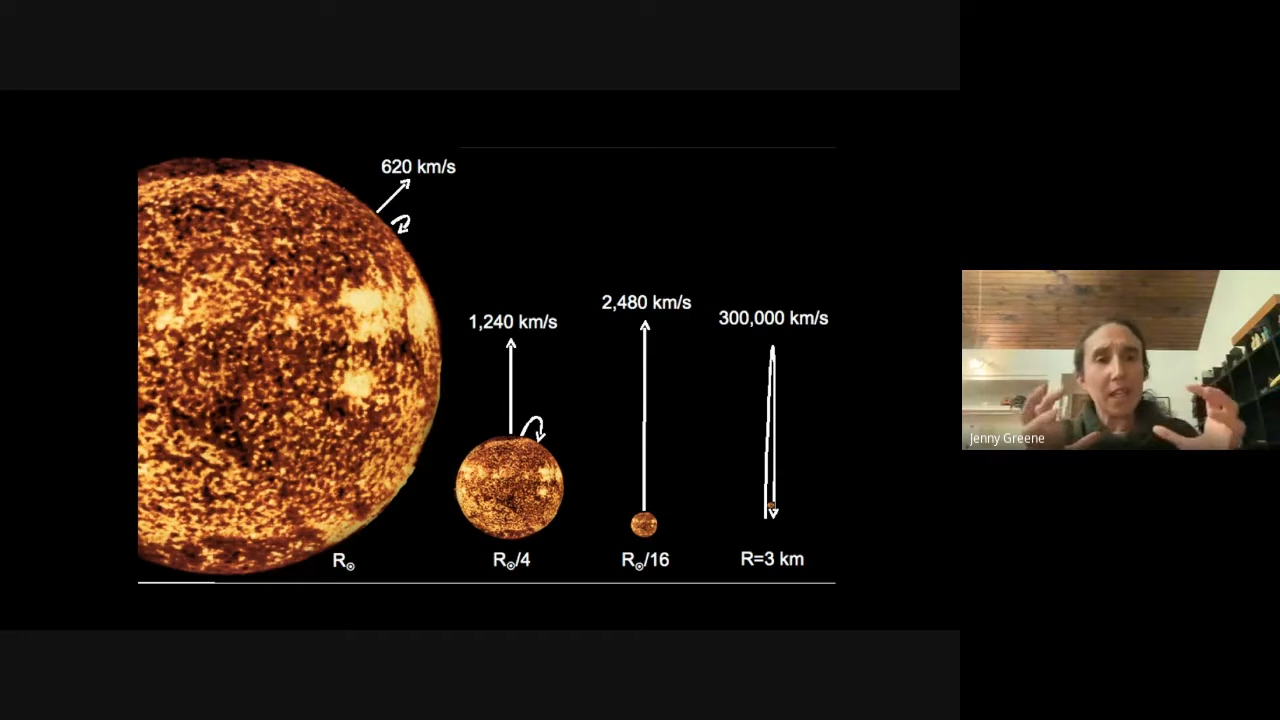 620 km/s
1,240 km/s
2,480 km/s
300,000 km/s
R☉
R☉/4
R☉/16
R=3 km
Jenny Greene